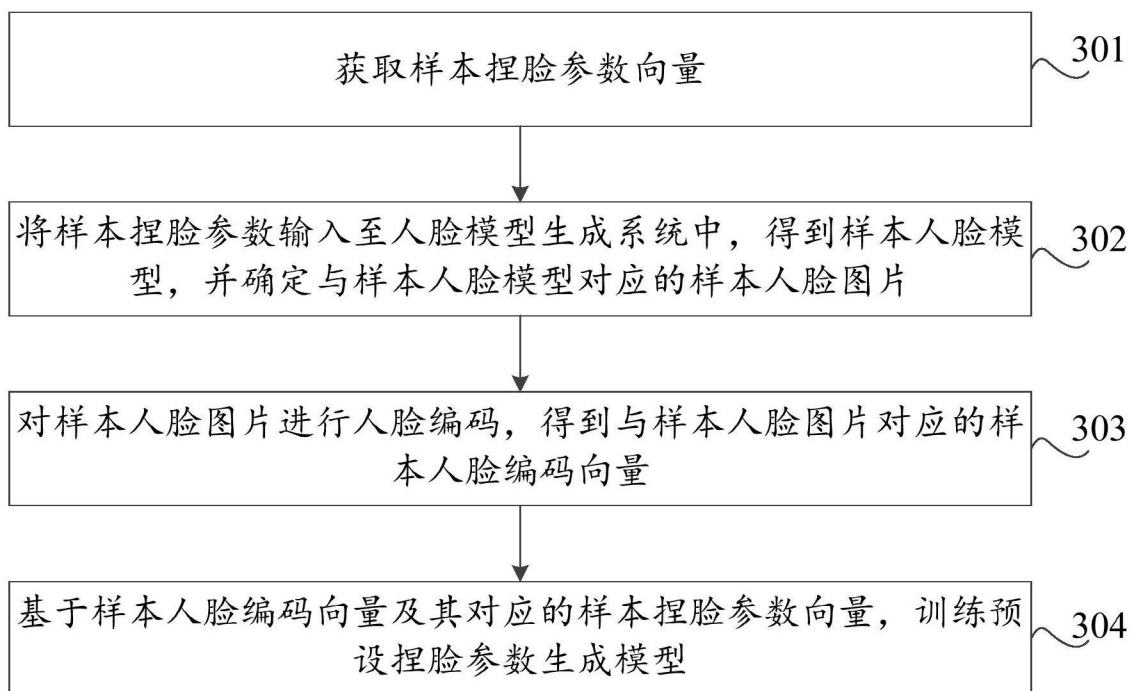 获取样本捏脸参数向量
301
将样本捏脸参数输入至人脸模型生成系统中，得到样本人脸模
型，并确定与样本人脸模型对应的样本人脸图片
302
对样本人脸图片进行人脸编码，得到与样本人脸图片对应的样
本人脸编码向量
303
基于样本人脸编码向量及其对应的样本捏脸参数向量，训练预
设捏脸参数生成模型
304